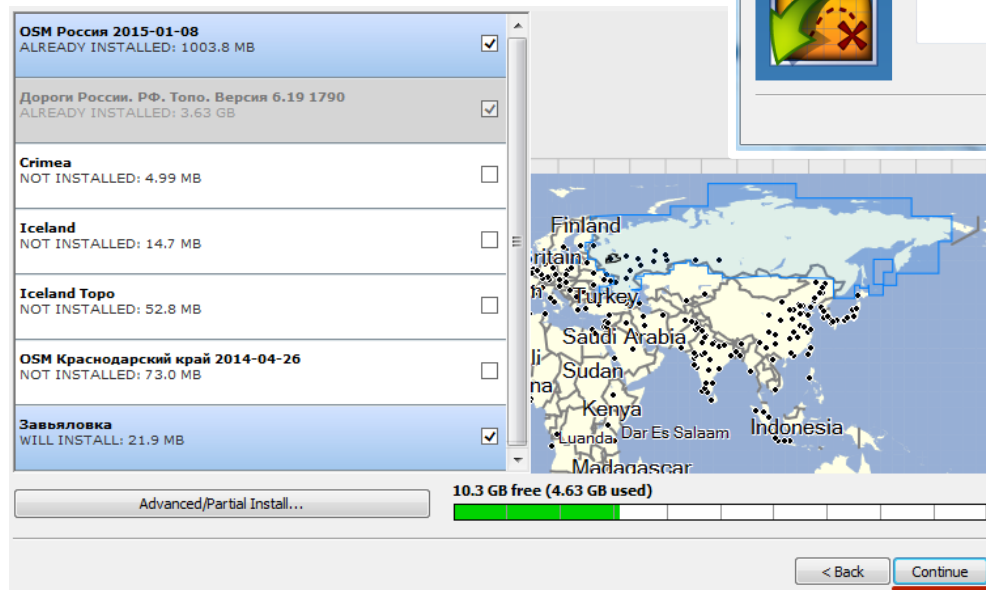 OSM Россия 2015-01-08
ALREADY INSTALLED: 1003.8 MB
Дороги России. РФ. Топо. Версия 6.19 1790
ALREADY INSTALLED: 3.63 GB
Crimea
NOT INSTALLED: 4.99 MB
Iceland
NOT INSTALLED: 14.7 MB
Iceland Topo
NOT INSTALLED: 52.8 MB
OSM Краснодарский край 2014-04-26
NOT INSTALLED: 73.0 MB
Завьяловка
WILL INSTALL: 21.9 MB
Finland
ritain
Turkey
Saudi Arabia
Sudan
Kenya
Luanda
Dar Es Salaam
Indonesia
Madagascar
Advanced/Partial Install...
10.3 GB free (4.63 GB used)
< Back
Continue